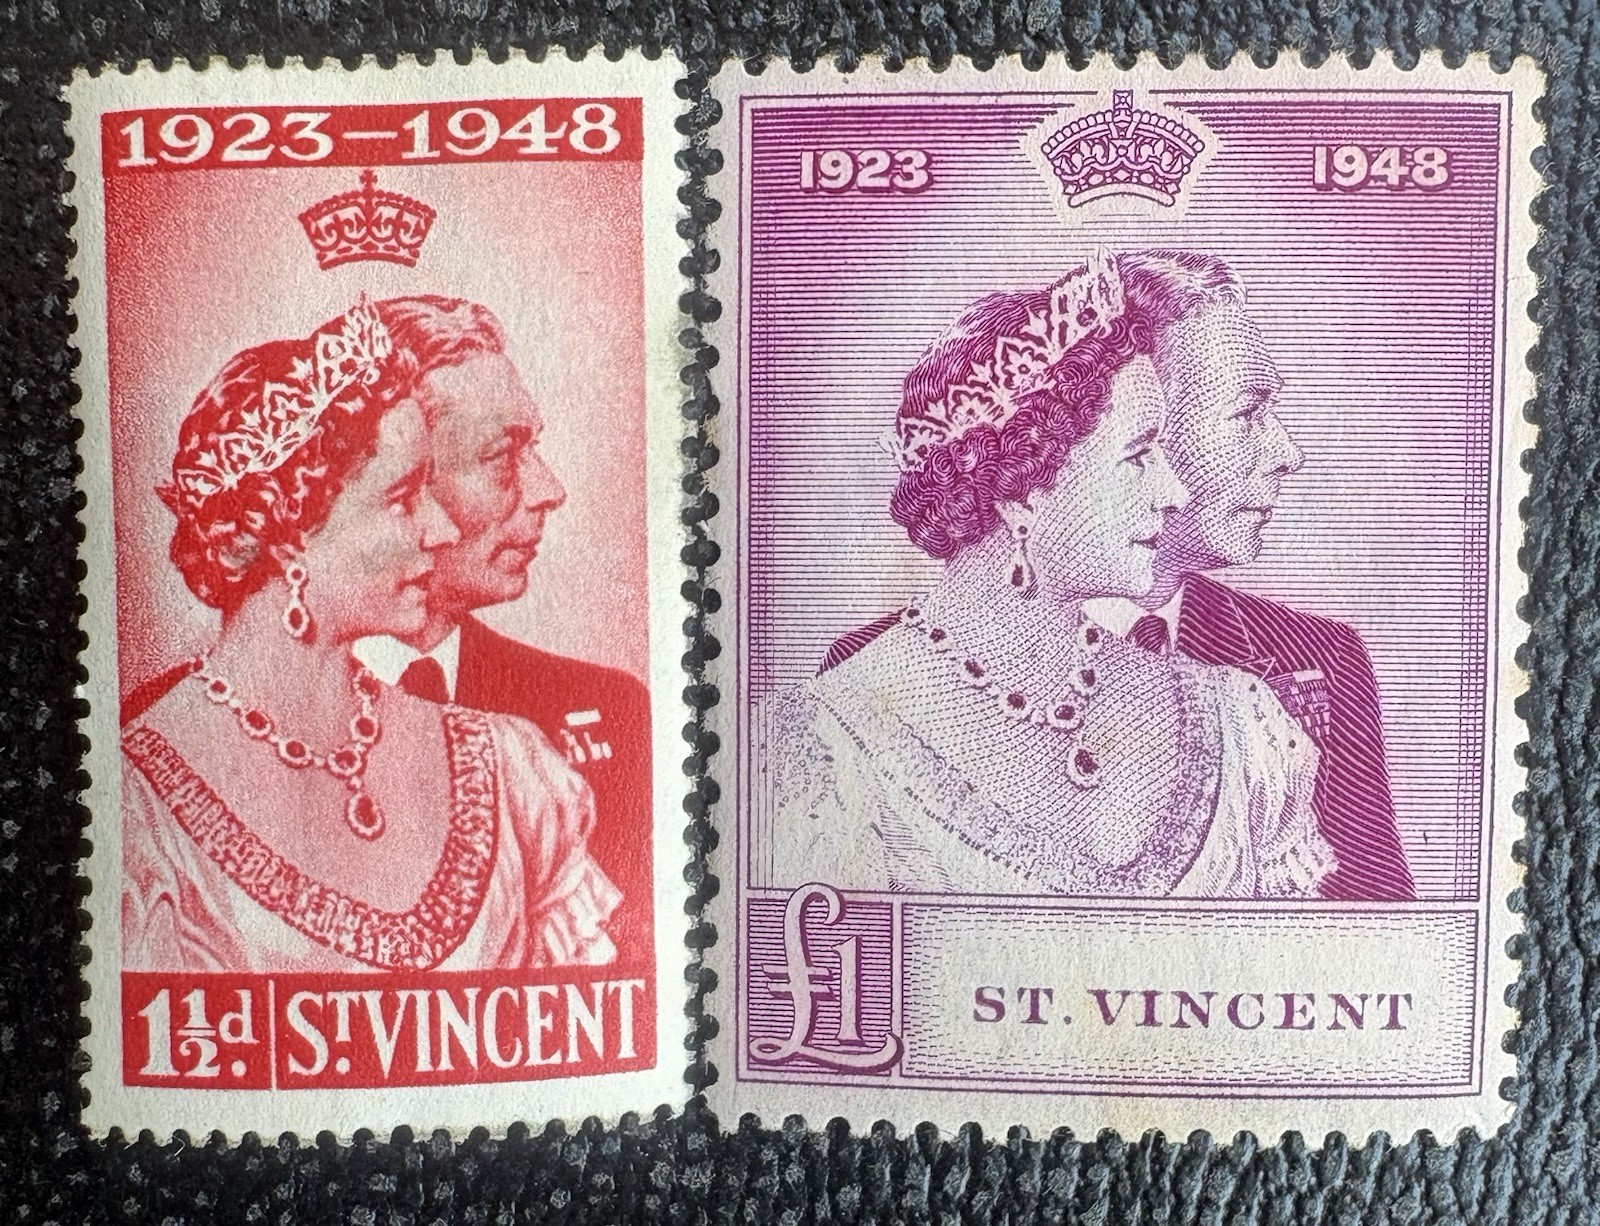 1923–1948
1½d.
ST. VINCENT
1923
1948
£1
ST. VINCENT